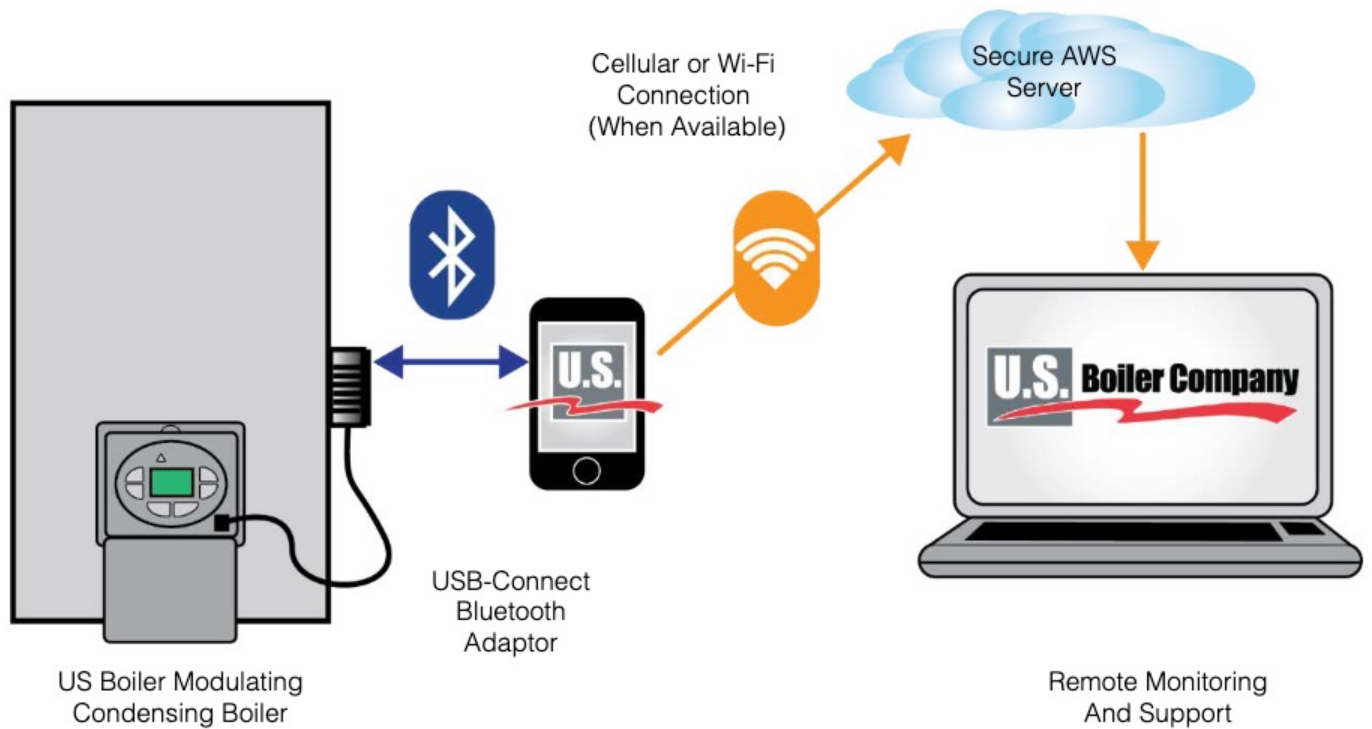 Cellular or Wi-Fi
Connection
(When Available)
Secure AWS
Server
U.S.
U.S. Boiler Company
USB-Connect
Bluetooth
Adaptor
US Boiler Modulating
Condensing Boiler
Remote Monitoring
And Support